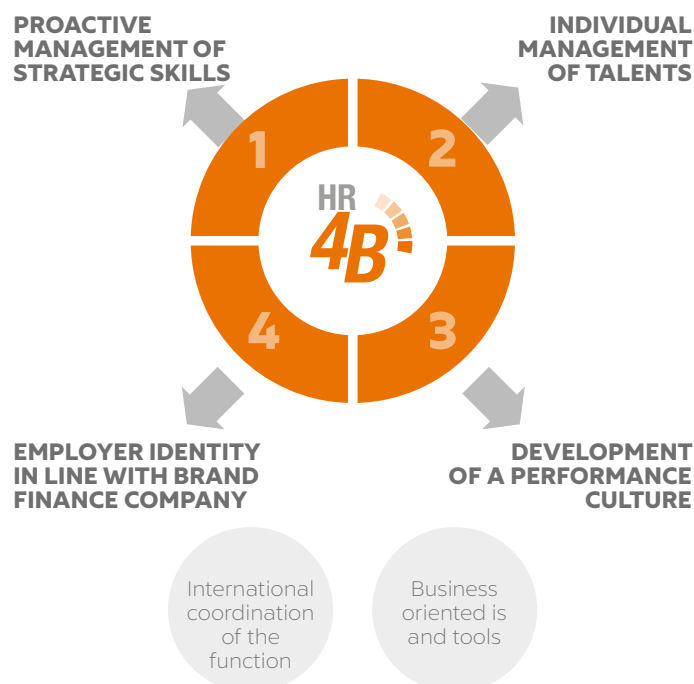 PROACTIVE
MANAGEMENT OF
STRATEGIC SKILLS
INDIVIDUAL
MANAGEMENT
OF TALENTS
1
2
HR
4B
4
3
EMPLOYER IDENTITY
IN LINE WITH BRAND
FINANCE COMPANY
DEVELOPMENT
OF A PERFORMANCE
CULTURE
International
coordination
of the
function
Business
oriented is
and tools